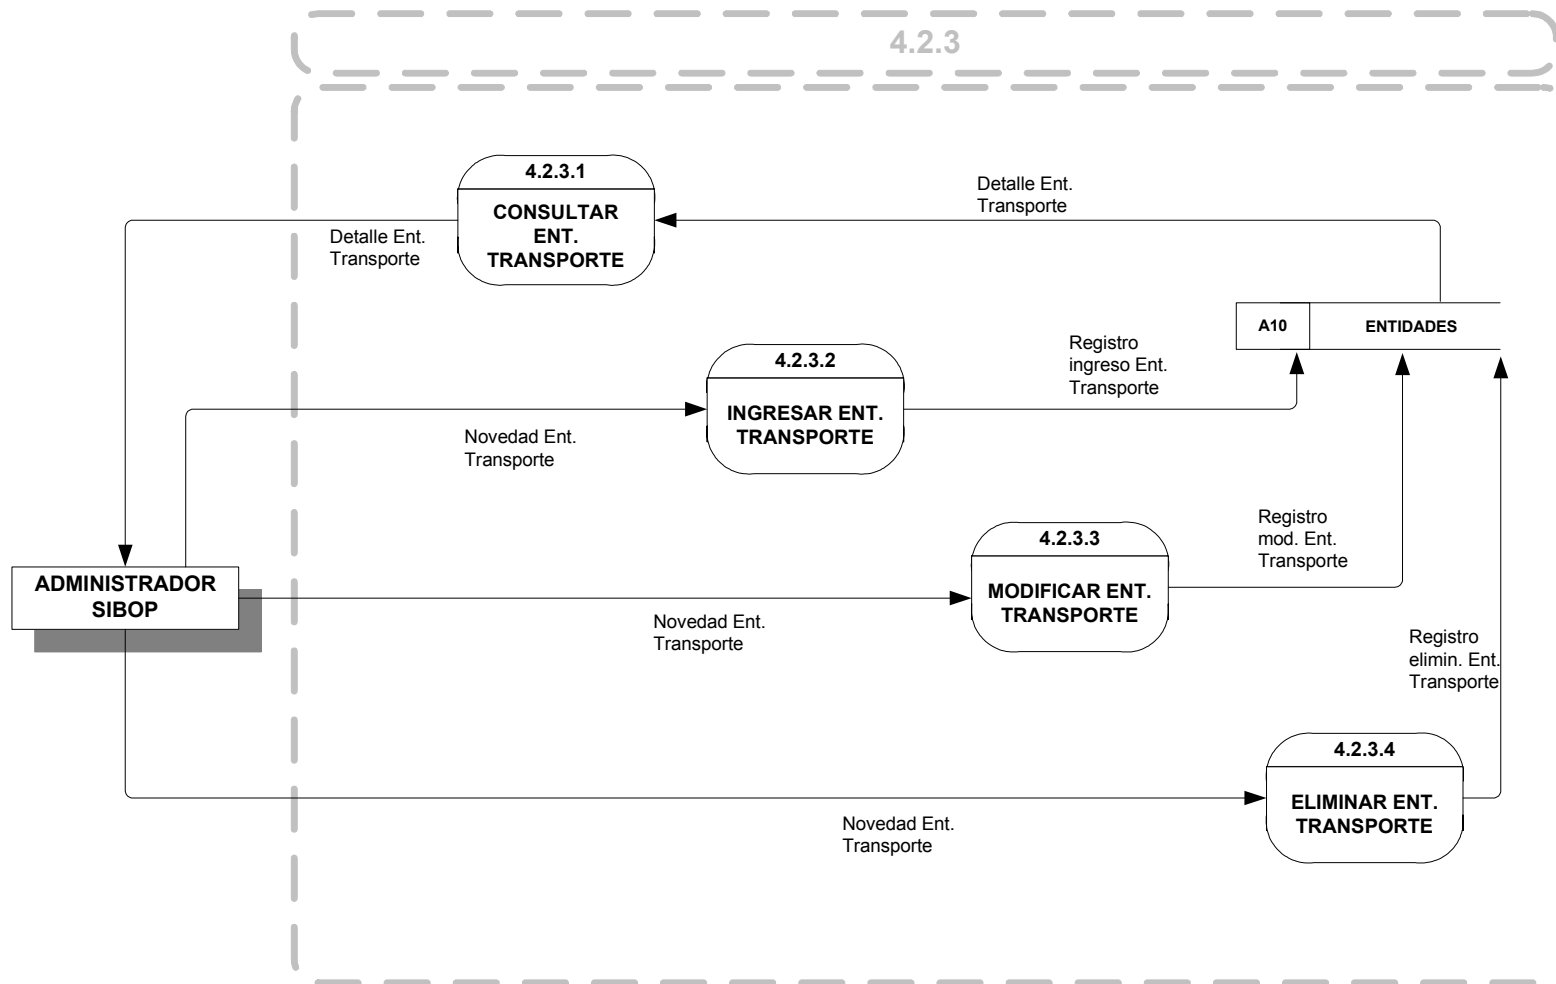 4.2.3
4.2.3.1
CONSULTAR
ENT.
TRANSPORTE
Detalle Ent.
Transporte
Detalle Ent.
Transporte
A10
ENTIDADES
4.2.3.2
INGRESAR ENT.
TRANSPORTE
Registro
ingreso Ent.
Transporte
Novedad Ent.
Transporte
4.2.3.3
MODIFICAR ENT.
TRANSPORTE
Registro
mod. Ent.
Transporte
ADMINISTRADOR
SIBOP
Novedad Ent.
Transporte
Registro
elimin. Ent.
Transporte
4.2.3.4
ELIMINAR ENT.
TRANSPORTE
Novedad Ent.
Transporte